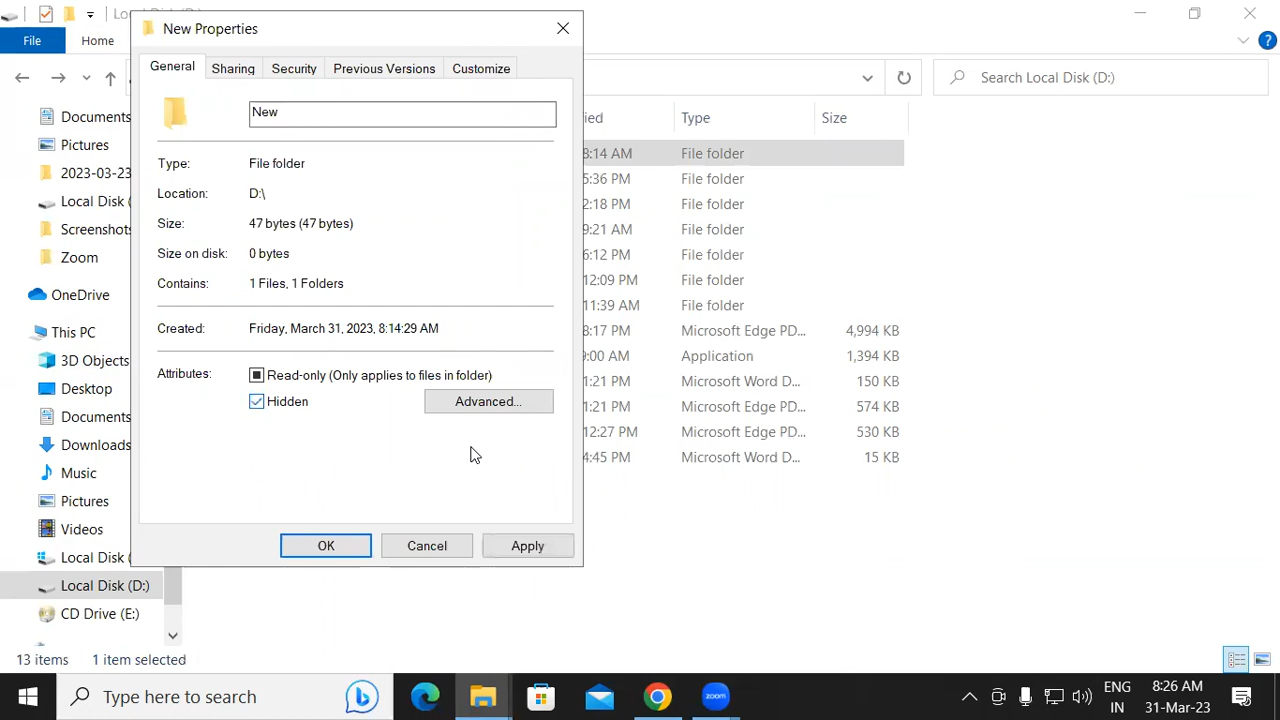 Loc
New Properties
File
Home
General
Sharing
Security
Previous Versions
Customize
Search Local Disk (D:)
New
Type:
File folder
Location:
D:\
Size:
47 bytes (47 bytes)
Size on disk:
0 bytes
Contains:
1 Files, 1 Folders
Created:
Friday, March 31, 2023, 8:14:29 AM
Attributes:
Read-only (Only applies to files in folder)
Hidden
Advanced...
OK
Cancel
Apply
Documents
Pictures
2023-03-23
Local Disk (
Screenshots
Zoom
OneDrive
This PC
3D Objects
Desktop
Documents
Downloads
Music
Pictures
Videos
Local Disk (
Local Disk (D:)
CD Drive (E:)
ied Type Size
8:14 AM File folder
5:36 PM File folder
2:18 PM File folder
9:21 AM File folder
6:12 PM File folder
12:09 PM File folder
11:39 AM File folder
8:17 PM Microsoft Edge PD... 4,994 KB
9:00 AM Application 1,394 KB
1:21 PM Microsoft Word D... 150 KB
1:21 PM Microsoft Edge PD... 574 KB
12:27 PM Microsoft Edge PD... 530 KB
4:45 PM Microsoft Word D... 15 KB
13 items 1 item selected
Type here to search
zoom
ENG
IN
8:26 AM
31-Mar-23